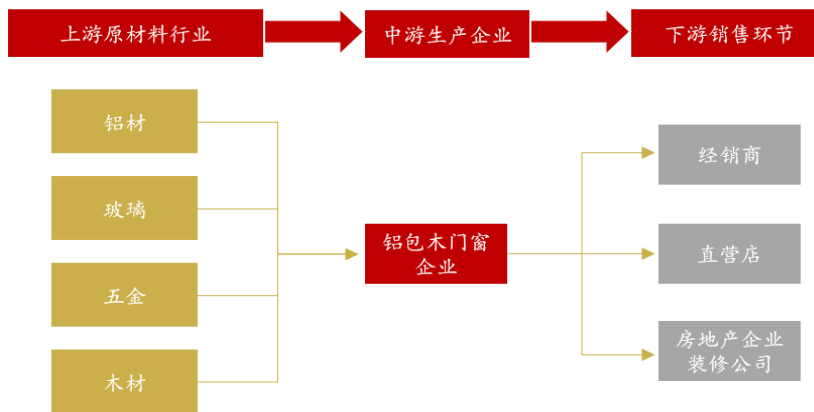 上游原材料行业
中游生产企业
下游销售环节
铝材
玻璃
五金
木材
铝包木门窗
企业
经销商
直营店
房地产企业
装修公司